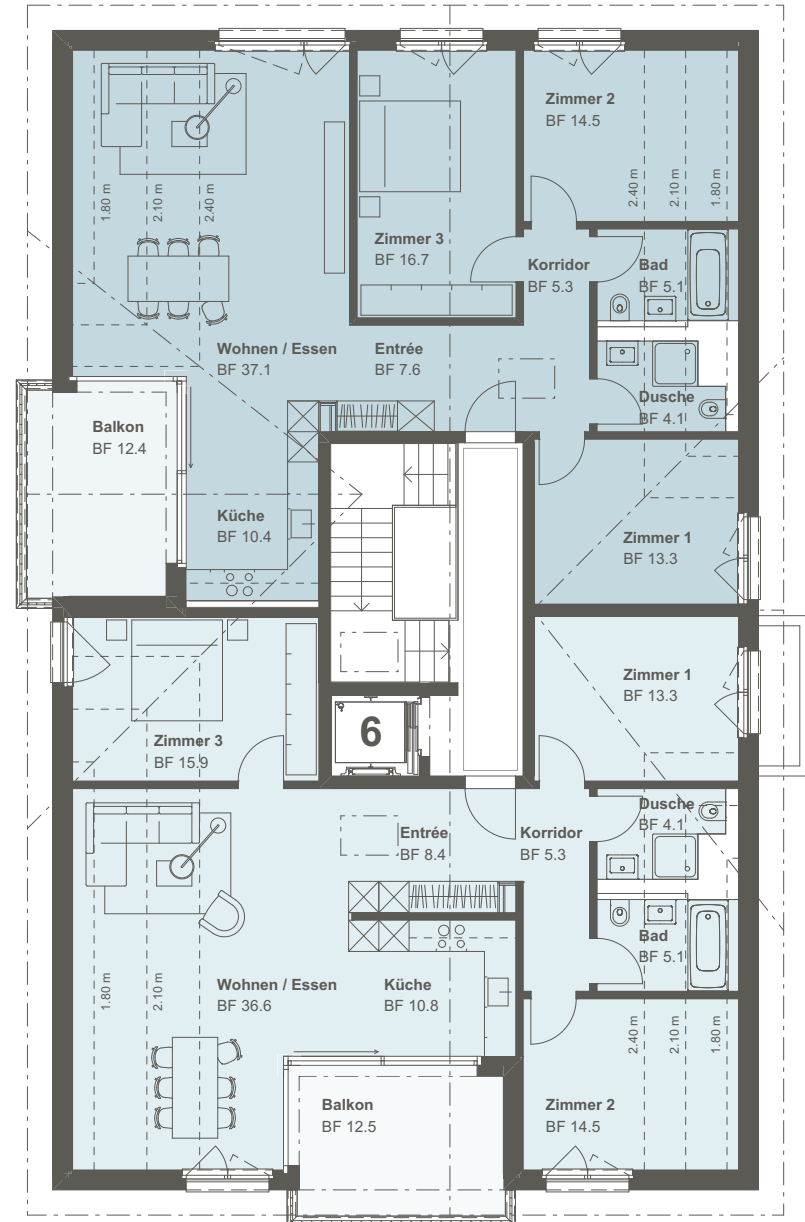 Zimmer 2
BF 14.5
1.80 m
2.10 m
2.40 m
2.40 m
2.10 m
1.80 m
Zimmer 3
BF 16.7
Korridor
BF 5.3
Bad
BF 5.1
Wohnen / Essen
BF 37.1
Entrée
BF 7.6
Dusche
BF 4.1
Balkon
BF 12.4
Küche
BF 10.4
Zimmer 1
BF 13.3
Zimmer 1
BF 13.3
6
Zimmer 3
BF 15.9
Dusche
BF 4.1
Entrée
BF 8.4
Korridor
BF 5.3
Bad
BF 5.1
Wohnen / Essen
BF 36.6
Küche
BF 10.8
1.80 m
2.10 m
2.40 m
2.10 m
1.80 m
Balkon
BF 12.5
Zimmer 2
BF 14.5